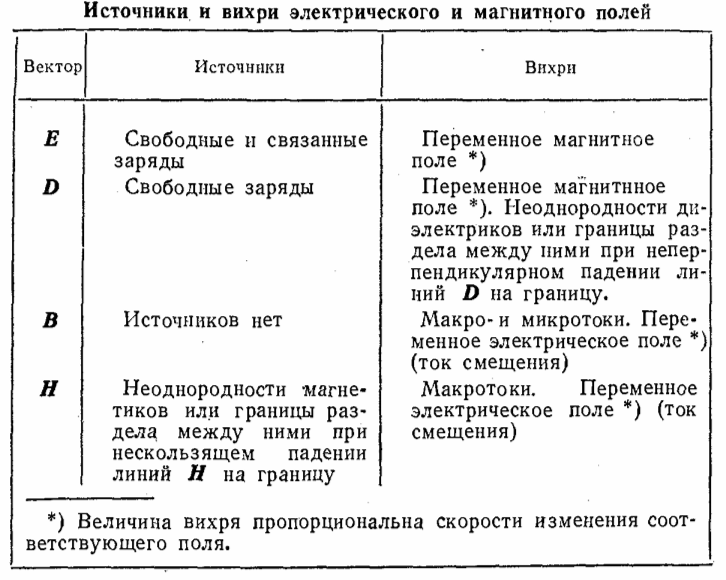 Источники и вихри электрического и магнитного полей
Вектор Источники Вихри
E Свободные и связанные Переменное магнитное
заряды поле *)
D Свободные заряды Переменное магнитнное
поле *). Неоднородности ди-
электриков или границы раз-
дела между ними при непер-
пендикулярном падении ли-
ний D на границу.
B Источников нет Макро- и микротоки. Пере-
менное электрическое поле *)
(ток смещения)
H Неоднородности магне- Макротоки. Переменное
тиков или границы раз- электрическое поле *) (ток
дела между ними при смещения)
нескользящем падении
линий H на границу
*) Величина вихря пропорциональна скорости изменения соот-
ветствующего поля.